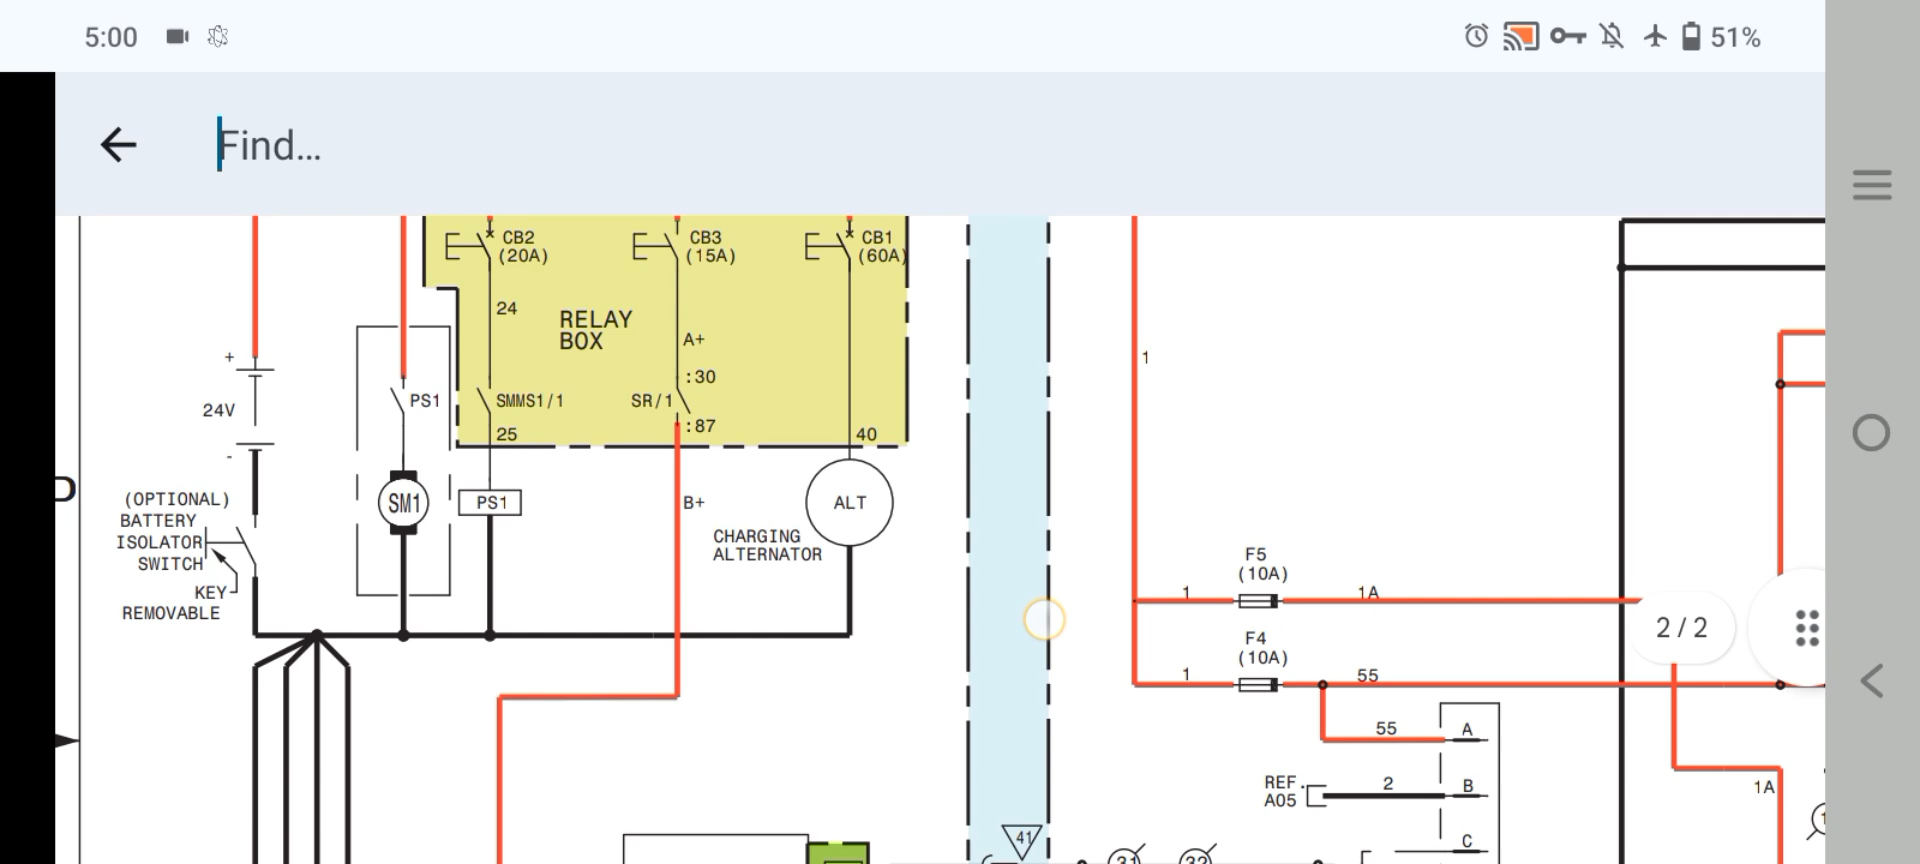 5:00
51%
Find...
CB2
(20A)
CB3
(15A)
CB1
(60A)
24
RELAY
BOX
A+
:30
1
+
24V
-
PS1
SMMS1/1
SR/1
:87
25
40
D
(OPTIONAL)
BATTERY
ISOLATOR
SWITCH
KEY
REMOVABLE
SM1
PS1
B+
ALT
CHARGING
ALTERNATOR
F5
(10A)
1
1A
2 / 2
F4
(10A)
1
55
55
A
REF.
A05
2
B
1A
41
C
31
32